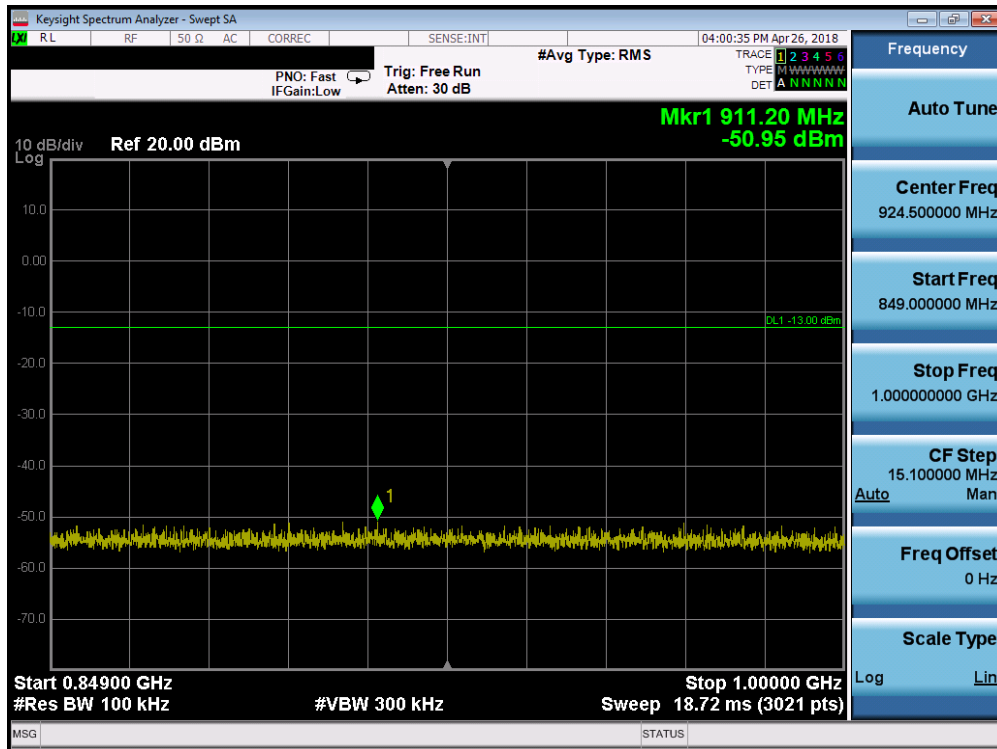 Keysight Spectrum Analyzer - Swept SA
LXI RL RF 50 Ω AC CORREC SENSE:INT 04:00:35 PM Apr 26, 2018
#Avg Type: RMS
TRACE 1 2 3 4 5 6
TYPE M W W W W W
DET A N N N N N
PNO: Fast
IFGain:Low
Trig: Free Run
Atten: 30 dB
Mkr1 911.20 MHz
-50.95 dBm
10 dB/div Ref 20.00 dBm
Log
10.0
0.00
-10.0
DL1 -13.00 dBm
-20.0
-30.0
-40.0
1
-50.0
-60.0
-70.0
Start 0.84900 GHz Stop 1.00000 GHz
#Res BW 100 kHz #VBW 300 kHz Sweep 18.72 ms (3021 pts)
MSG STATUS
Frequency
Auto Tune
Center Freq
924.500000 MHz
Start Freq
849.000000 MHz
Stop Freq
1.000000000 GHz
CF Step
15.100000 MHz
Auto Man
Freq Offset
0 Hz
Scale Type
Log Lin